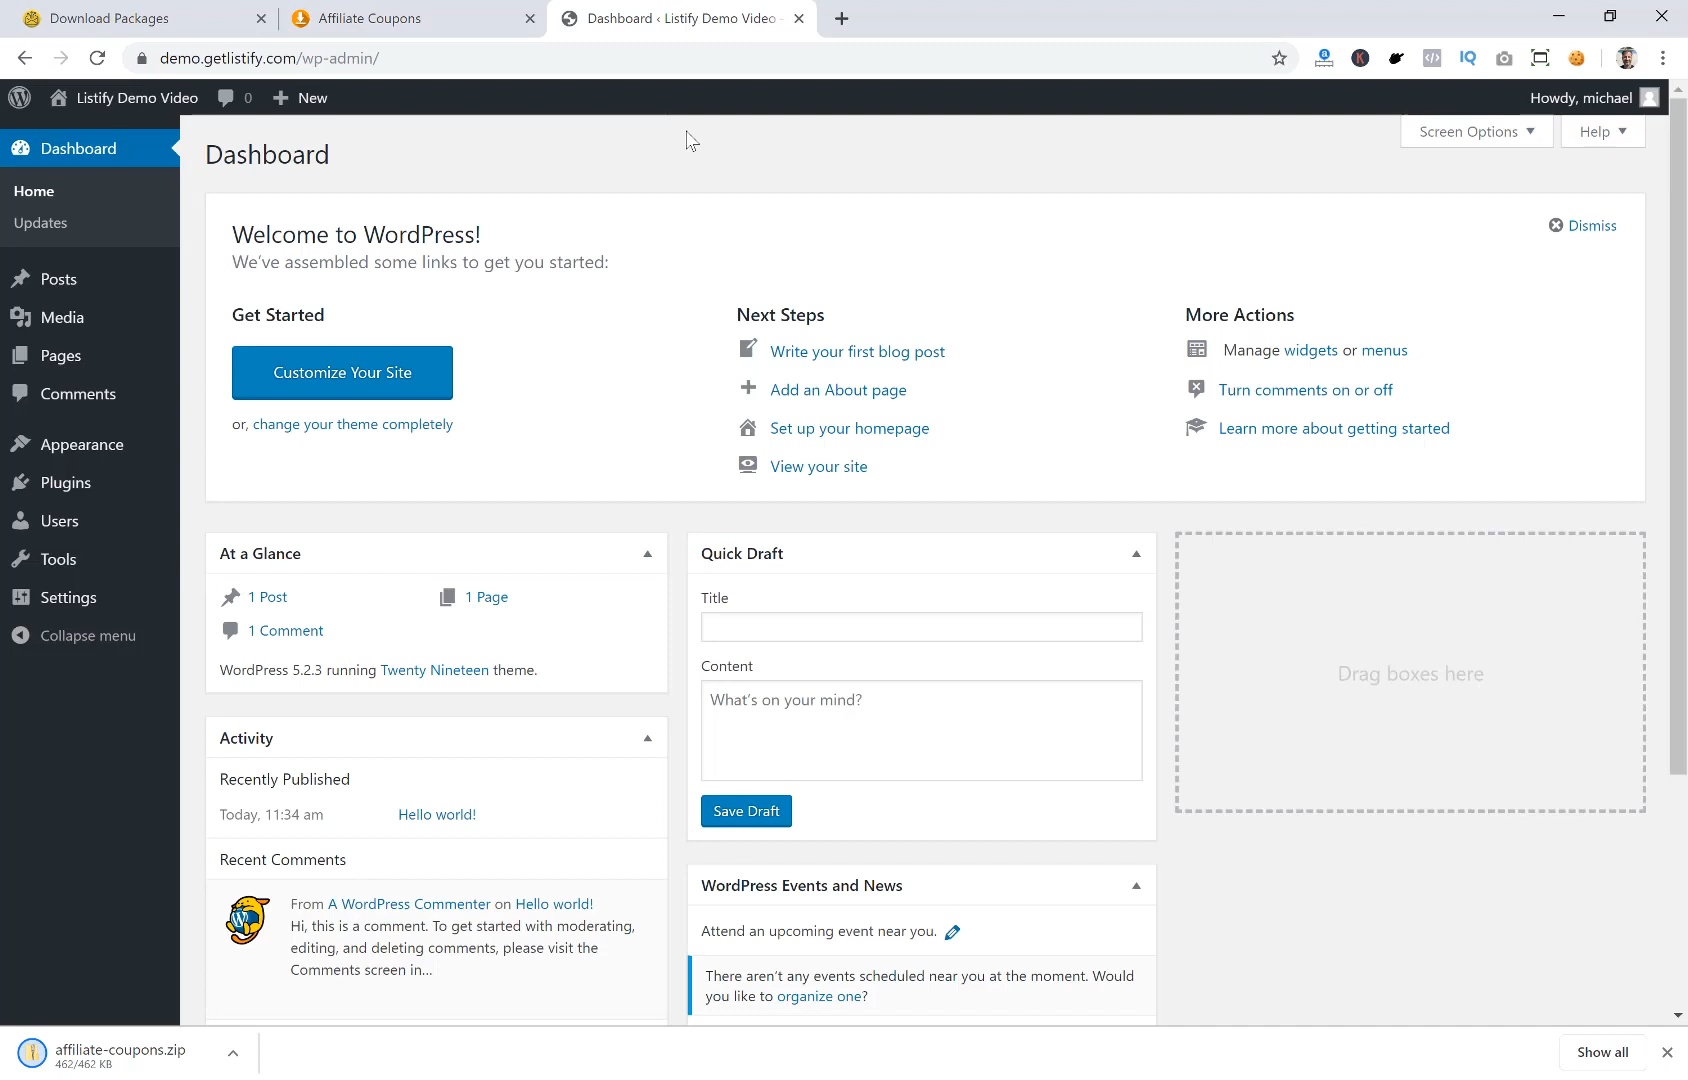 Download Packages
Affiliate Coupons
Dashboard ‹ Listify Demo Video -
demo.getlistify.com/wp-admin/
K
IQ
Listify Demo Video
0
New
Howdy, michael
Screen Options
Help
Dashboard
Home
Updates
Posts
Media
Pages
Comments
Appearance
Plugins
Users
Tools
Settings
Collapse menu
Dashboard
Welcome to WordPress!
Dismiss
We've assembled some links to get you started:
Get Started
Customize Your Site
or, change your theme completely
Next Steps
Write your first blog post
Add an About page
Set up your homepage
View your site
More Actions
Manage widgets or menus
Turn comments on or off
Learn more about getting started
At a Glance
1 Post
1 Page
1 Comment
WordPress 5.2.3 running Twenty Nineteen theme.
Activity
Recently Published
Today, 11:34 am
Hello world!
Recent Comments
From A WordPress Commenter on Hello world!
Hi, this is a comment. To get started with moderating,
editing, and deleting comments, please visit the
Comments screen in…
Quick Draft
Title
Content
What's on your mind?
Save Draft
WordPress Events and News
Attend an upcoming event near you.
There aren't any events scheduled near you at the moment. Would
you like to organize one?
Drag boxes here
affiliate-coupons.zip
462/462 KB
Show all